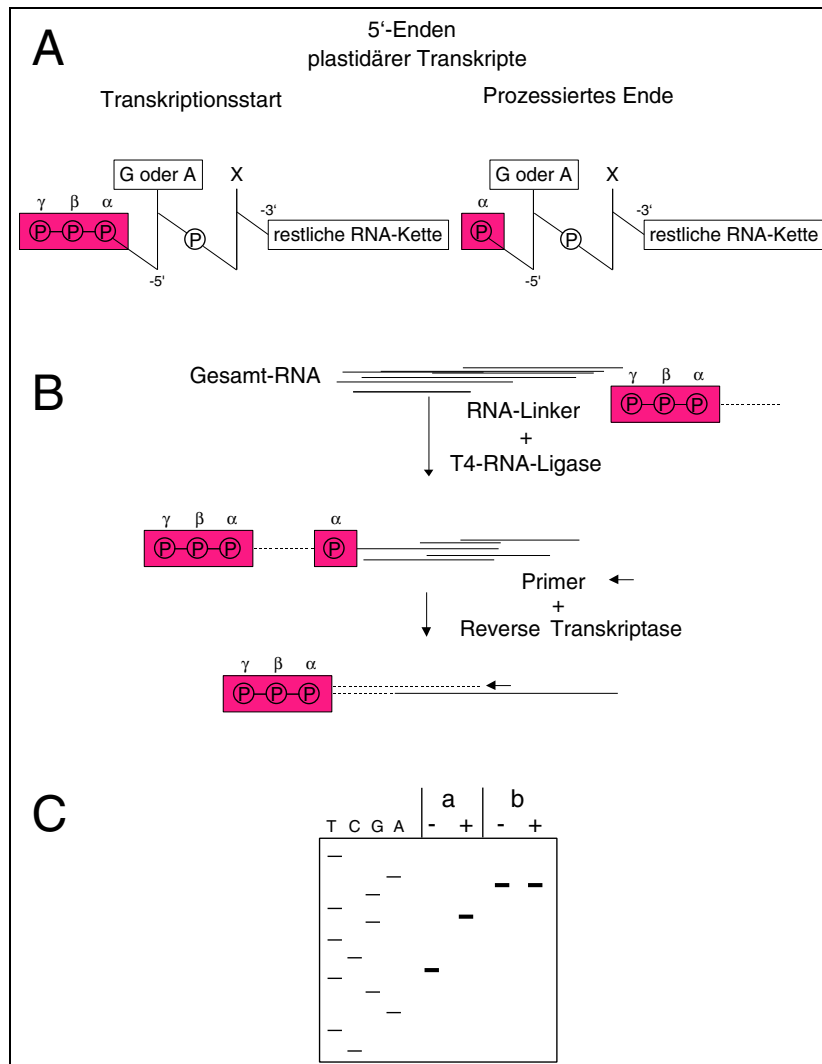 A
5‘-Enden
plastidärer Transkripte
Transkriptionsstart
Prozessiertes Ende
G oder A X
G oder A X
γ β α
α
-3‘
-3‘
P P P P restliche RNA-Kette
P P restliche RNA-Kette
-5‘
-5‘
B
Gesamt-RNA
γ β α
P P P
RNA-Linker
+
T4-RNA-Ligase
γ β α α
P P P P
Primer
+
Reverse Transkriptase
γ β α
P P P
C
a b
T C G A - + - +